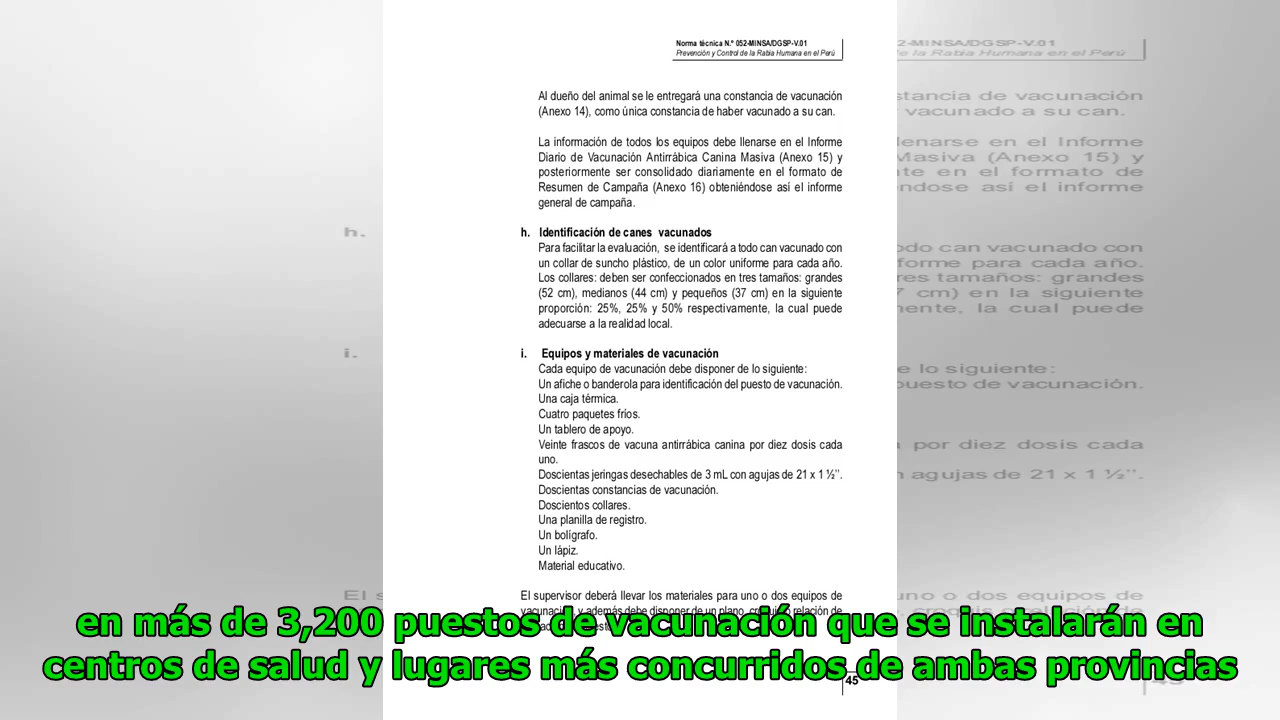 Norma técnica N.º 052-MINSA/DGSP-V.01
Prevención y Control de la Rabia Humana en el Perú
Al dueño del animal se le entregará una constancia de vacunación
(Anexo 14), como única constancia de haber vacunado a su can.
La información de todos los equipos debe llenarse en el Informe
Diario de Vacunación Antirrábica Canina Masiva (Anexo 15) y
posteriormente ser consolidado diariamente en el formato de
Resumen de Campaña (Anexo 16) obteniéndose así el informe
general de campaña.
h. Identificación de canes vacunados
Para facilitar la evaluación, se identificará a todo can vacunado con
un collar de suncho plástico, de un color uniforme para cada año.
Los collares: deben ser confeccionados en tres tamaños: grandes
(52 cm), medianos (44 cm) y pequeños (37 cm) en la siguiente
proporción: 25%, 25% y 50% respectivamente, la cual puede
adecuarse a la realidad local.
i. Equipos y materiales de vacunación
Cada equipo de vacunación debe disponer de lo siguiente:
Un afiche o banderola para identificación del puesto de vacunación.
Una caja térmica.
Cuatro paquetes fríos.
Un tablero de apoyo.
Veinte frascos de vacuna antirrábica canina por diez dosis cada
uno.
Doscientas jeringas desechables de 3 mL con agujas de 21 x 1 ½’’.
Doscientas constancias de vacunación.
Doscientos collares.
Una planilla de registro.
Un bolígrafo.
Un lápiz.
Material educativo.
El supervisor deberá llevar los materiales para uno o dos equipos de
en más de 3,200 puestos de vacunación que se instalarán en
centros de salud y lugares más concurridos de ambas provincias
45